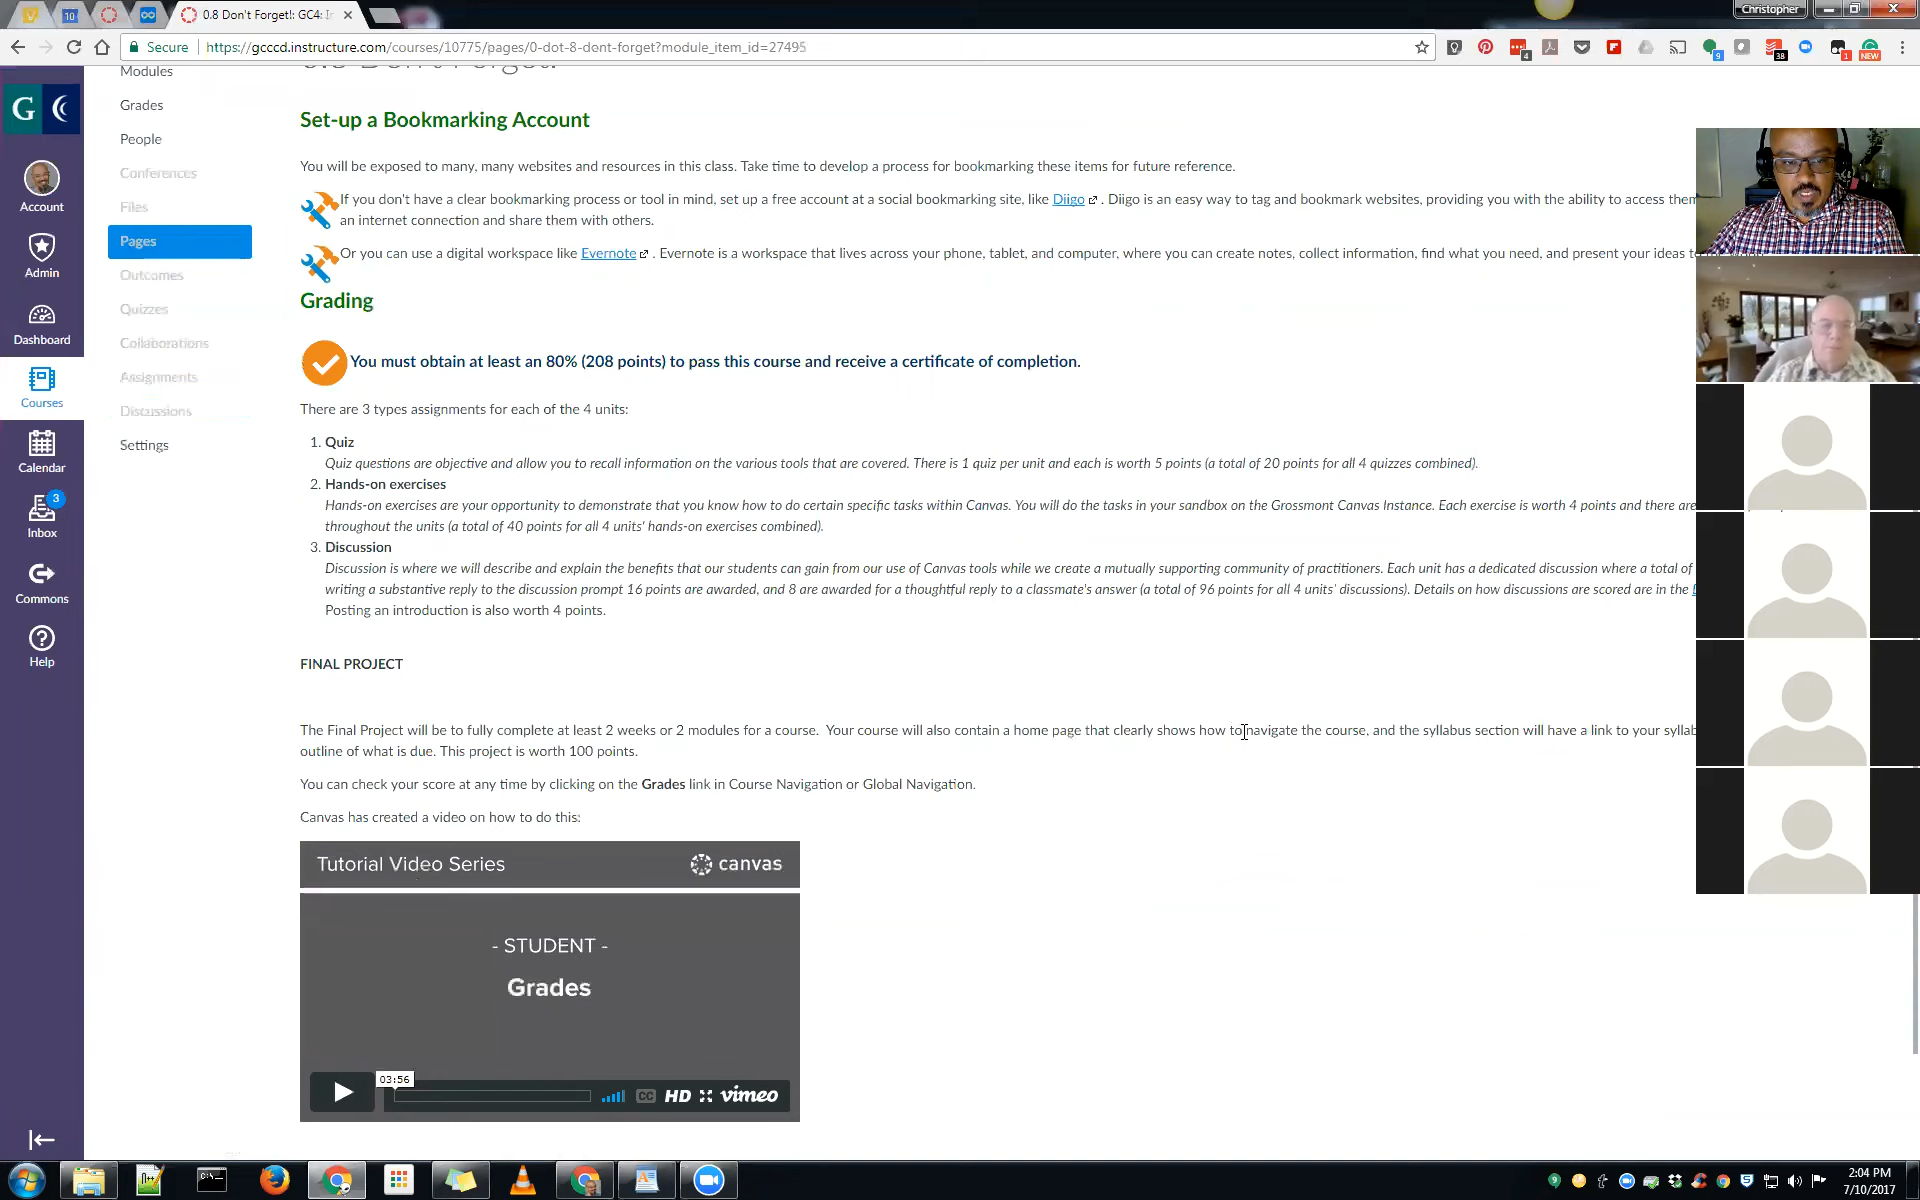 0.8 Don't Forget!: GC4: I
Christopher
Secure
https://gcccd.instructure.com/courses/10775/pages/0-dot-8-dont-forget?module_item_id=27495
Modules
Grades
People
Conferences
Files
Pages
Outcomes
Quizzes
Collaborations
Assignments
Discussions
Settings
G
Account
Admin
Dashboard
Courses
Calendar
3
Inbox
Commons
Help
0.8 Don't Forget!
Set-up a Bookmarking Account
You will be exposed to many, many websites and resources in this class. Take time to develop a process for bookmarking these items for future reference.
If you don't have a clear bookmarking process or tool in mind, set up a free account at a social bookmarking site, like Diigo . Diigo is an easy way to tag and bookmark websites, providing you with the ability to access them
an internet connection and share them with others.
Or you can use a digital workspace like Evernote . Evernote is a workspace that lives across your phone, tablet, and computer, where you can create notes, collect information, find what you need, and present your ideas to
Grading
You must obtain at least an 80% (208 points) to pass this course and receive a certificate of completion.
There are 3 types assignments for each of the 4 units:
1. Quiz
Quiz questions are objective and allow you to recall information on the various tools that are covered. There is 1 quiz per unit and each is worth 5 points (a total of 20 points for all 4 quizzes combined).
2. Hands-on exercises
Hands-on exercises are your opportunity to demonstrate that you know how to do certain specific tasks within Canvas. You will do the tasks in your sandbox on the Grossmont Canvas Instance. Each exercise is worth 4 points and there are
throughout the units (a total of 40 points for all 4 units' hands-on exercises combined).
3. Discussion
Discussion is where we will describe and explain the benefits that our students can gain from our use of Canvas tools while we create a mutually supporting community of practitioners. Each unit has a dedicated discussion where a total of
writing a substantive reply to the discussion prompt 16 points are awarded, and 8 are awarded for a thoughtful reply to a classmate's answer (a total of 96 points for all 4 units' discussions). Details on how discussions are scored are in the
Posting an introduction is also worth 4 points.
FINAL PROJECT
The Final Project will be to fully complete at least 2 weeks or 2 modules for a course. Your course will also contain a home page that clearly shows how to navigate the course, and the syllabus section will have a link to your syllab
outline of what is due. This project is worth 100 points.
You can check your score at any time by clicking on the Grades link in Course Navigation or Global Navigation.
Canvas has created a video on how to do this:
Tutorial Video Series
canvas
- STUDENT -
Grades
03:56
CC HD vimeo
2:04 PM
7/10/2017